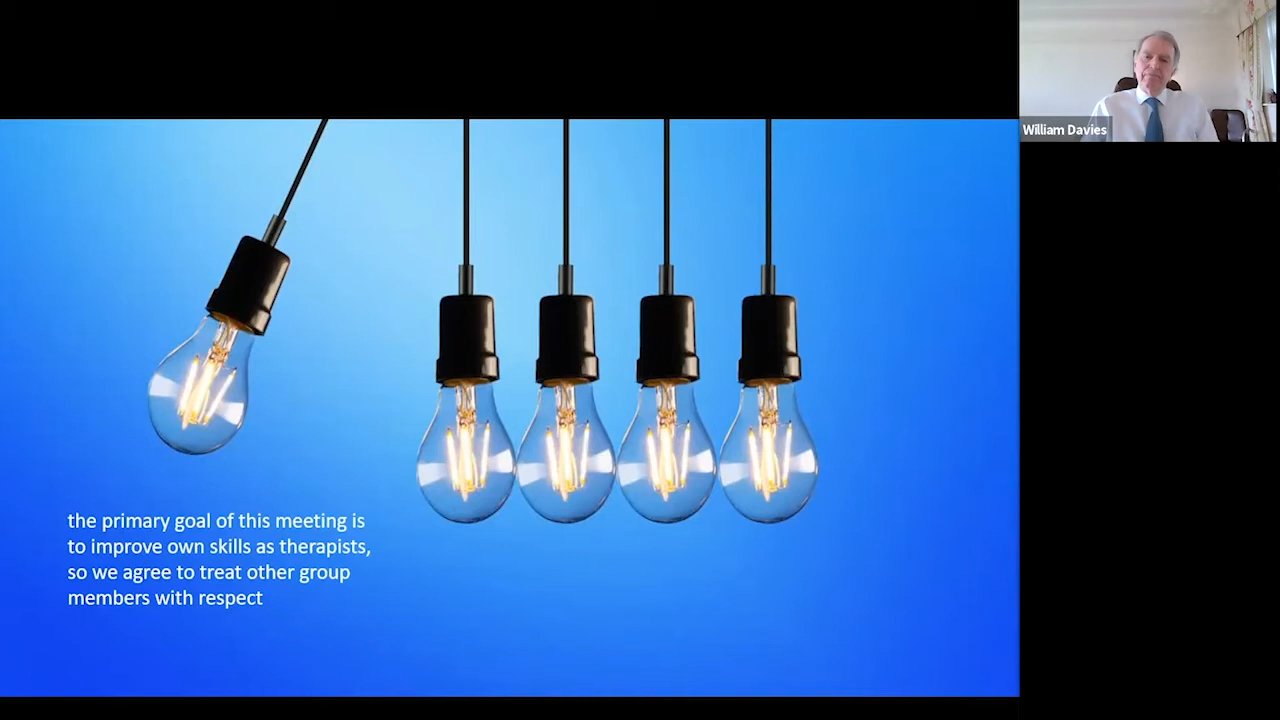 William Davies
the primary goal of this meeting is
to improve own skills as therapists,
so we agree to treat other group
members with respect